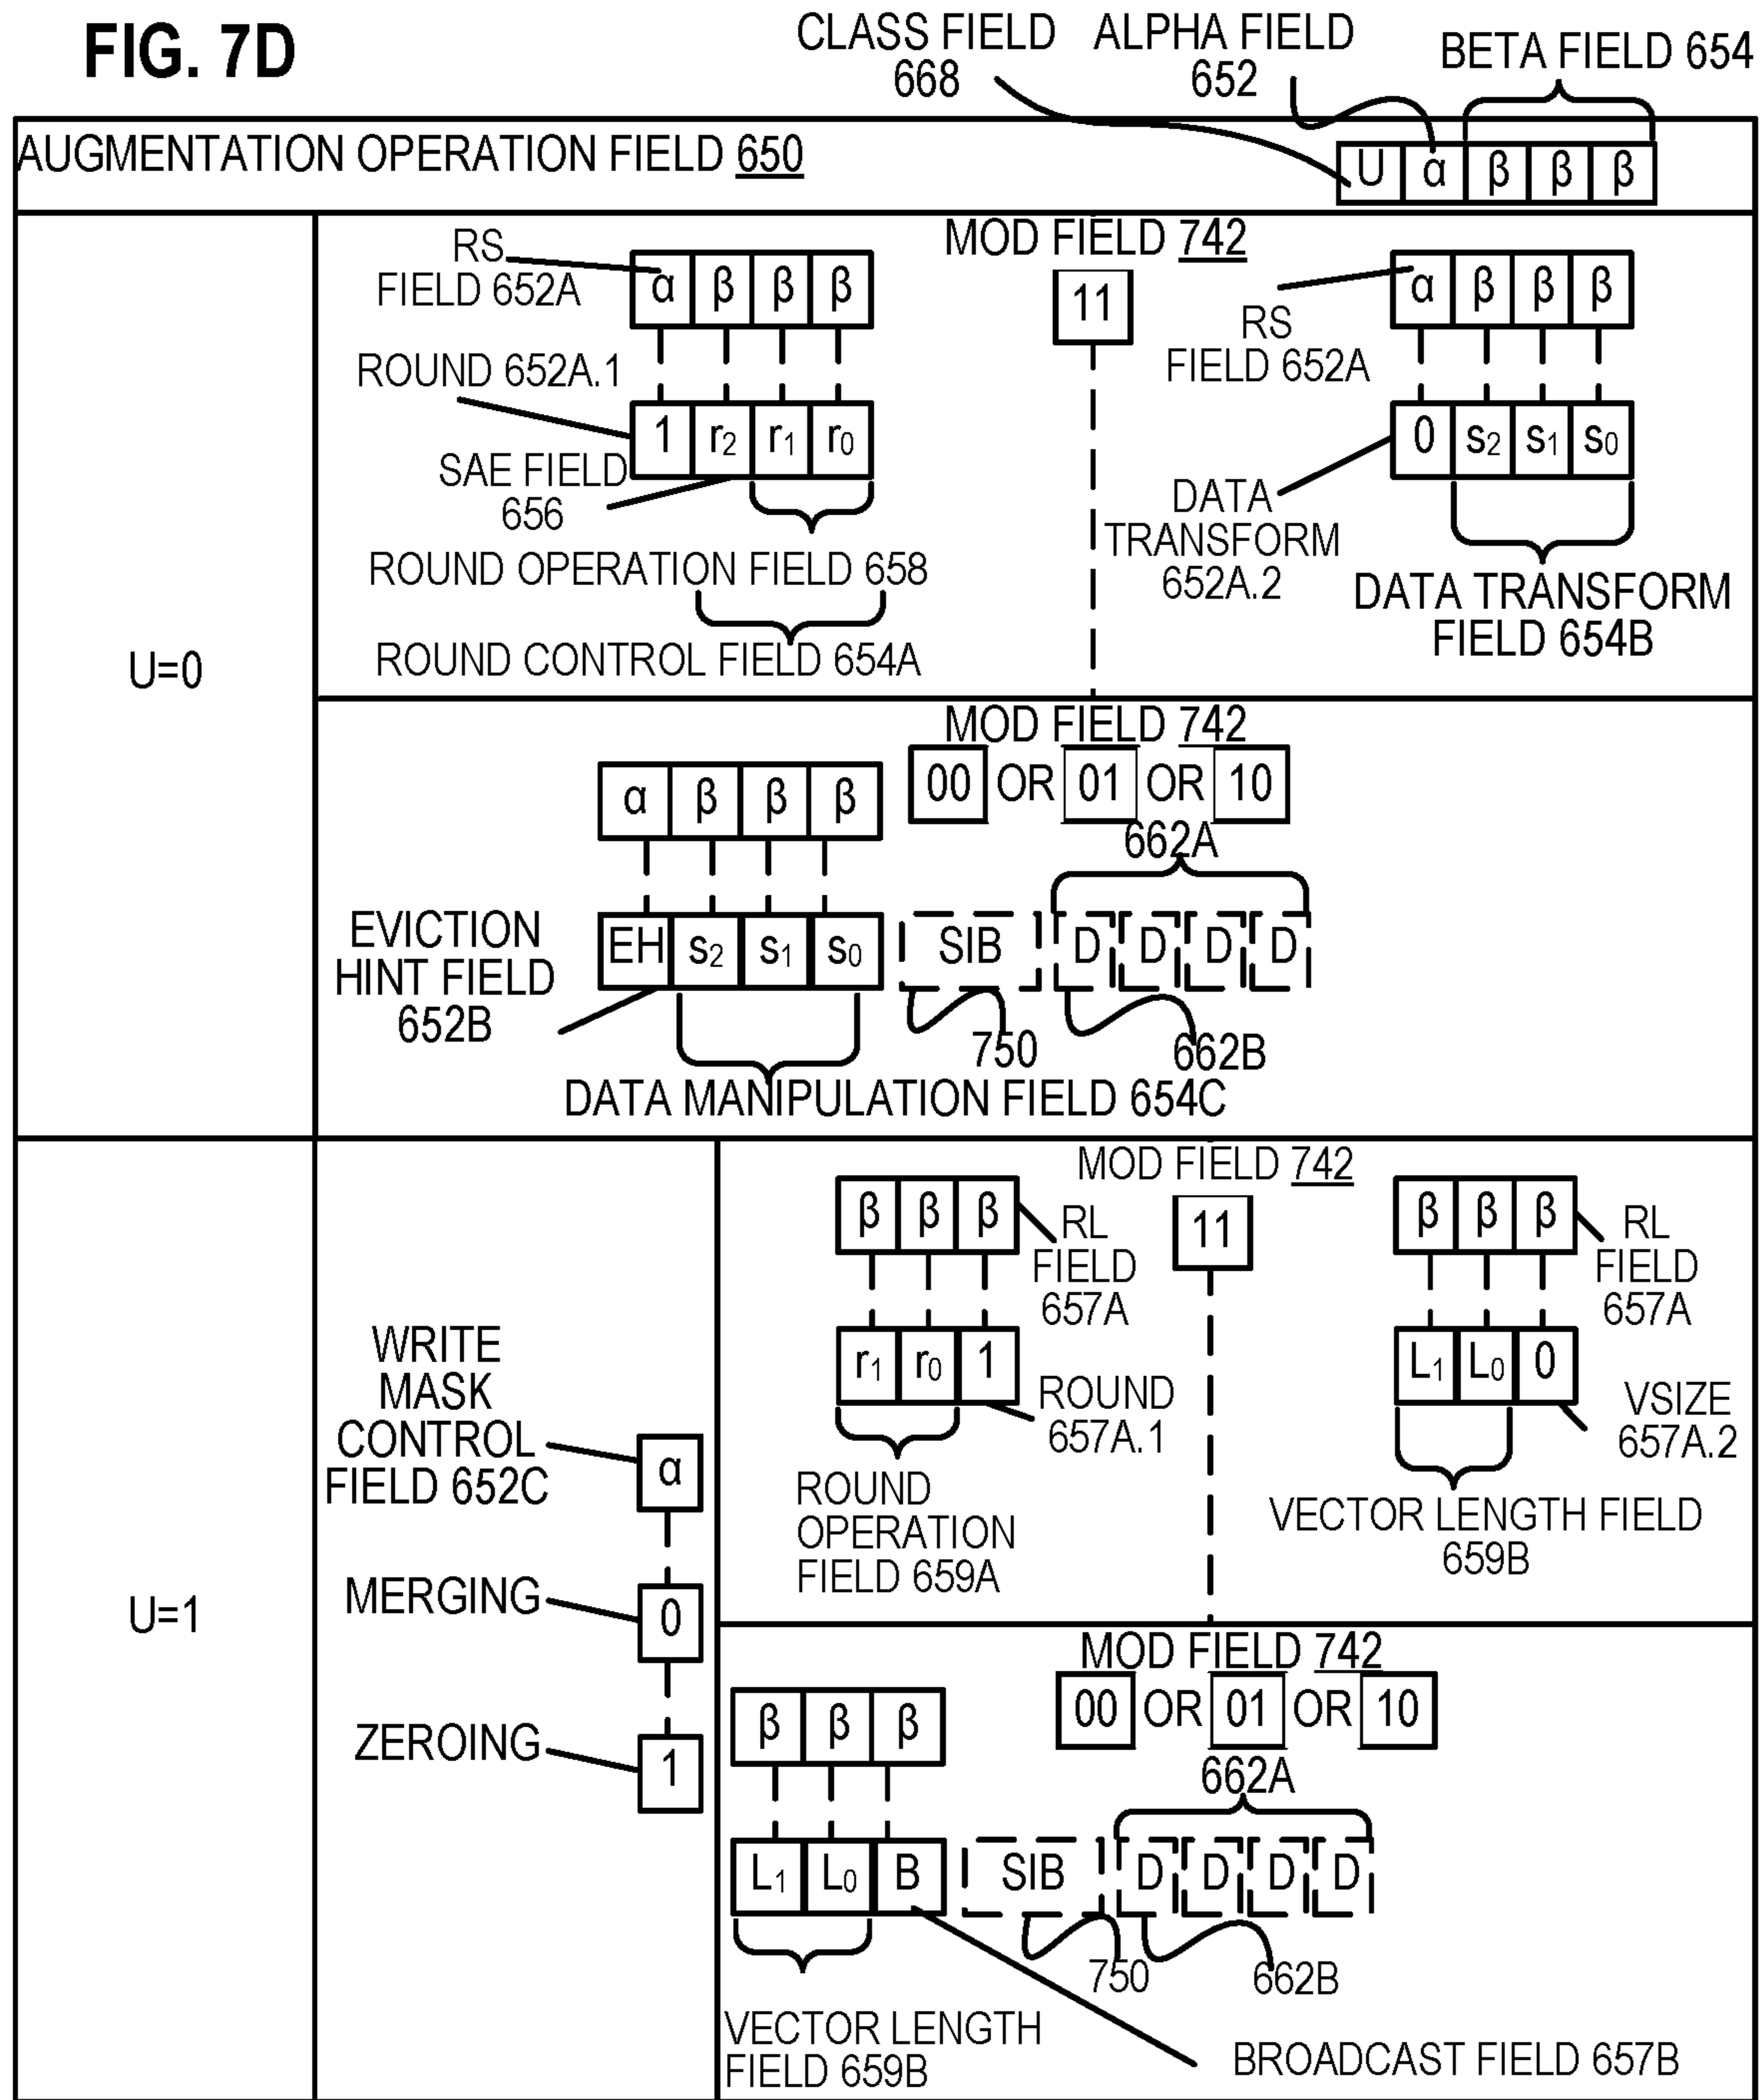 FIG. 7D
CLASS FIELD
668
ALPHA FIELD
652
BETA FIELD 654
AUGMENTATION OPERATION FIELD 650
U α β β β
U=0
MOD FIELD 742
11
RS
FIELD 652A
α β β β
ROUND 652A.1
1 r2 r1 r0
SAE FIELD
656
ROUND OPERATION FIELD 658
ROUND CONTROL FIELD 654A
α β β β
RS
FIELD 652A
0 s2 s1 s0
DATA
TRANSFORM
652A.2
DATA TRANSFORM
FIELD 654B
MOD FIELD 742
00 OR 01 OR 10
α β β β
662A
EVICTION
HINT FIELD
652B
EH s2 s1 s0 SIB D D D D
750
662B
DATA MANIPULATION FIELD 654C
U=1
WRITE
MASK
CONTROL
FIELD 652C
α
MERGING
0
ZEROING
1
MOD FIELD 742
11
β β β
RL
FIELD
657A
r1 r0 1
ROUND
657A.1
ROUND
OPERATION
FIELD 659A
β β β
RL
FIELD
657A
L1 L0 0
VSIZE
657A.2
VECTOR LENGTH FIELD
659B
MOD FIELD 742
00 OR 01 OR 10
β β β
662A
L1 L0 B SIB D D D D
750
662B
VECTOR LENGTH
FIELD 659B
BROADCAST FIELD 657B